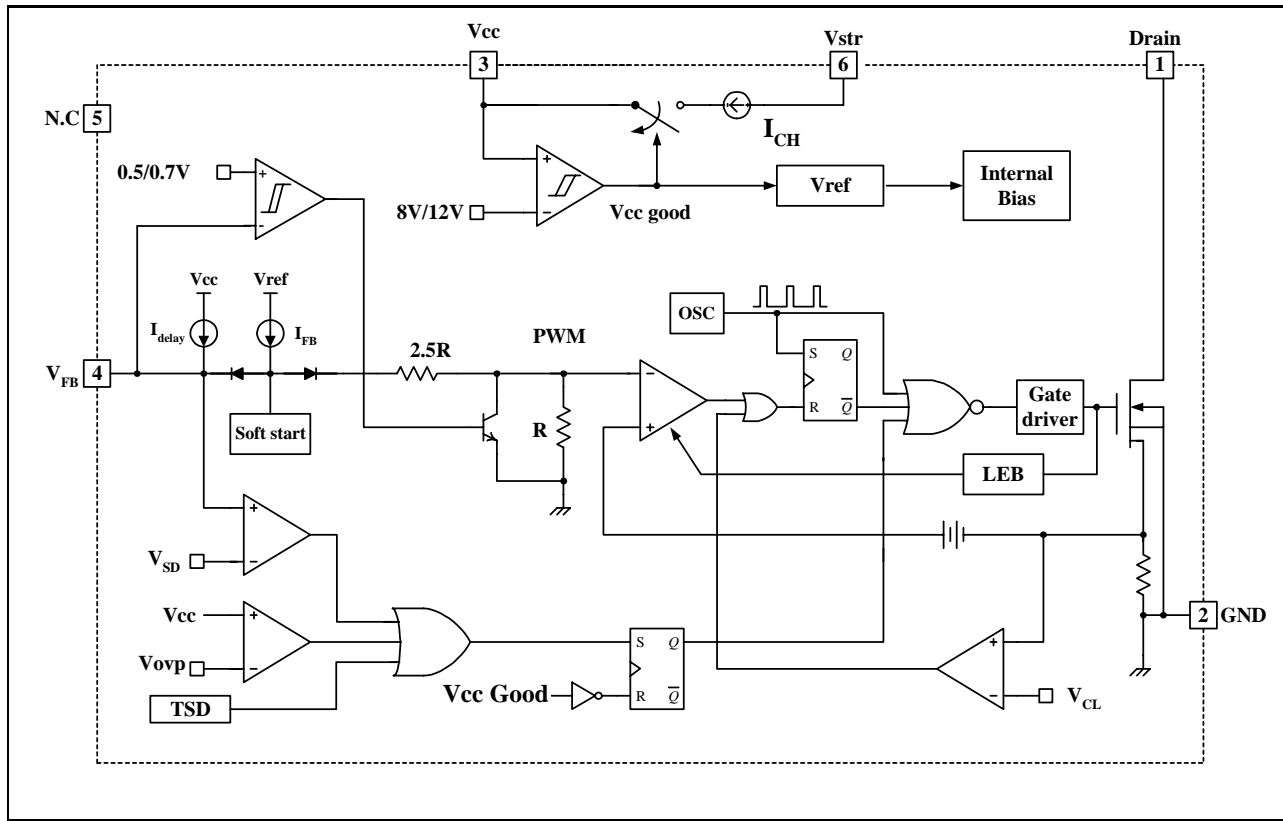 Vcc
Vstr
Drain
3
6
1
N.C
5
I_CH
0.5/0.7V
+
-
+
-
8V/12V
Vcc good
Vref
Internal
Bias
Vcc
Vref
I_delay
I_FB
V_FB
4
2.5R
PWM
OSC
S
Q
R
Q̅
Gate
driver
Soft start
R
−
+
LEB
+
−
V_SD
Vcc
+
−
Vovp
TSD
S
Q
R
Q̅
Vcc Good
+
−
V_CL
2
GND